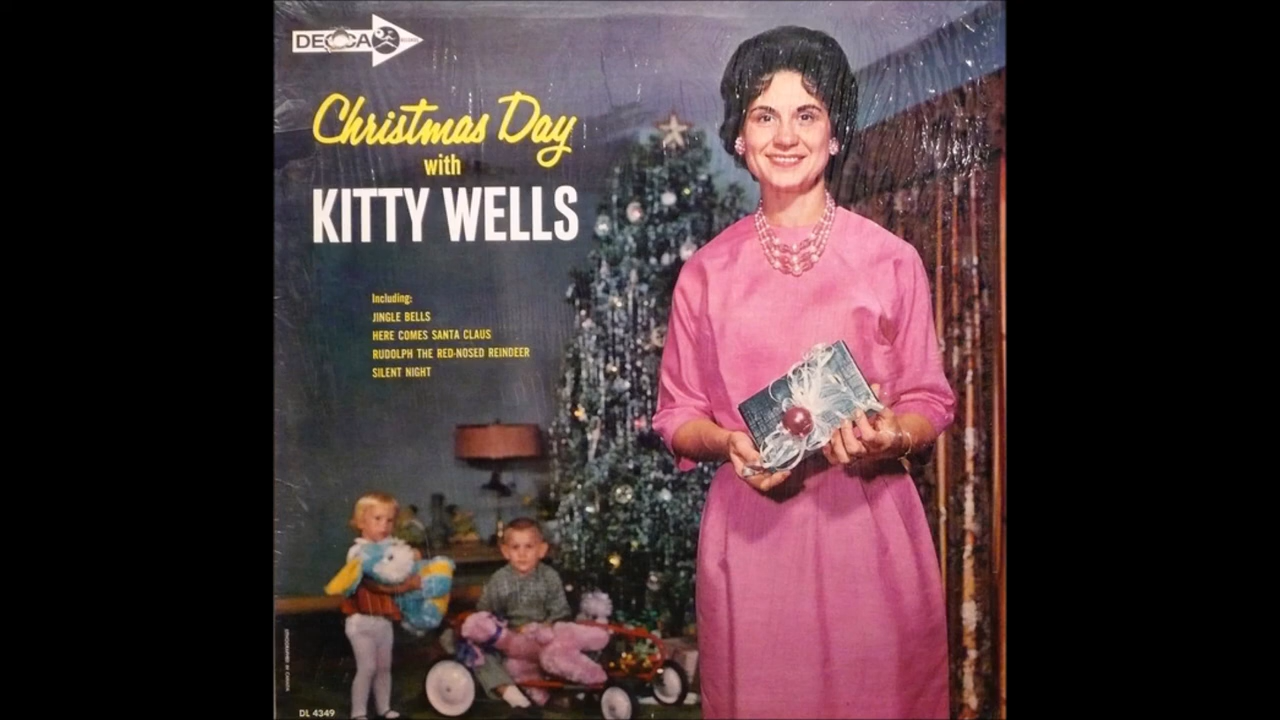 DECCA
Christmas Day
with
KITTY WELLS
Including:
JINGLE BELLS
HERE COMES SANTA CLAUS
RUDOLPH THE RED-NOSED REINDEER
SILENT NIGHT
DL 4349